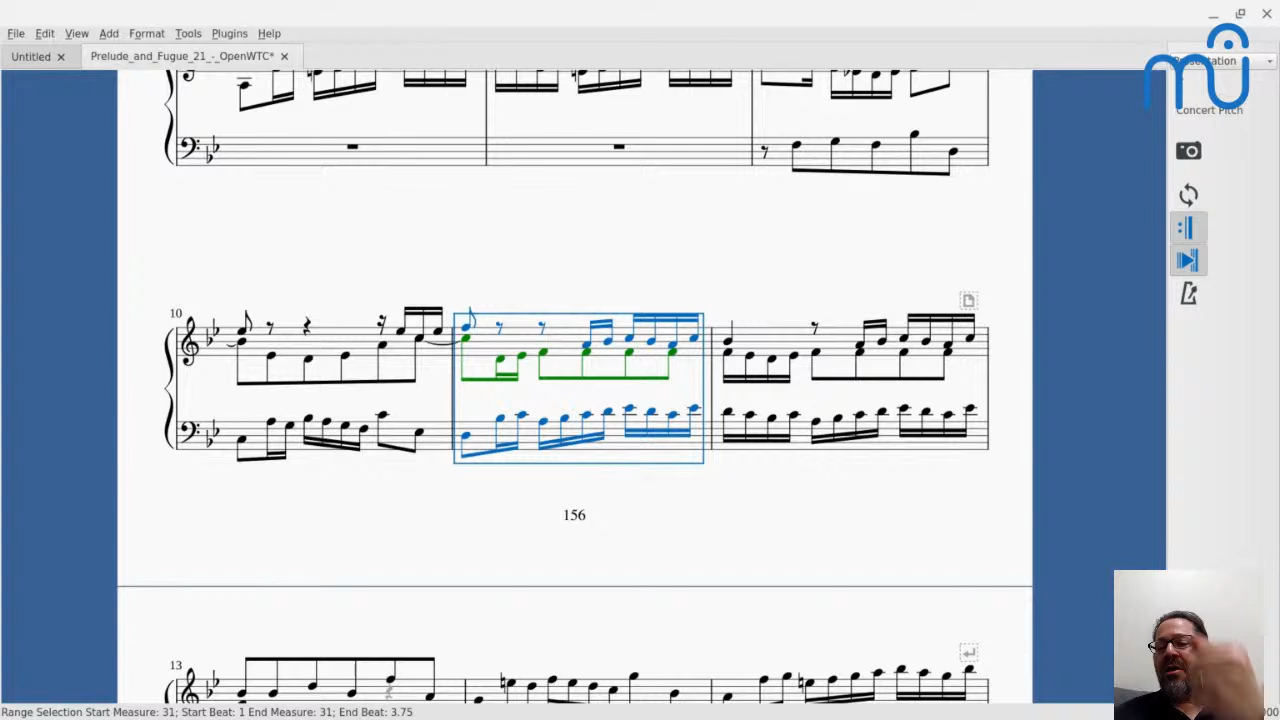 File Edit View Add Format Tools Plugins Help
Untitled Prelude_and_Fugue_21_-_OpenWTC*
Concert Pitch
10
156
13
Range Selection Start Measure: 31; Start Beat: 1 End Measure: 31; End Beat: 3.75